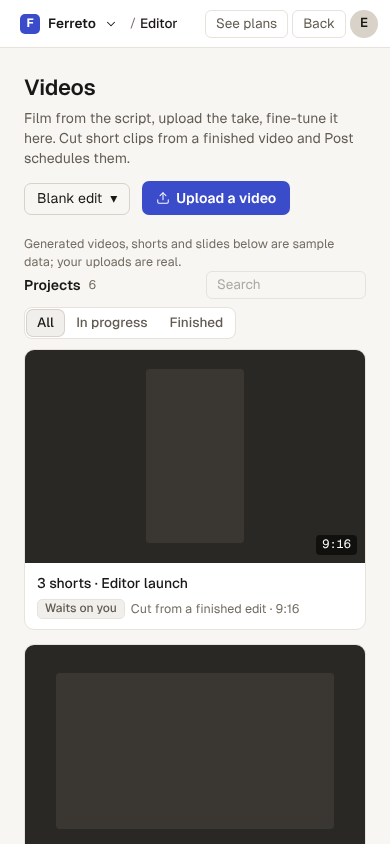 F Ferreto / Editor See plans Back E
Videos
Film from the script, upload the take, fine-tune it
here. Cut short clips from a finished video and Post
schedules them.
Blank edit ▾ Upload a video
Generated videos, shorts and slides below are sample
data; your uploads are real.
Projects 6 Search
All In progress Finished
9:16
3 shorts · Editor launch
Waits on you Cut from a finished edit · 9:16